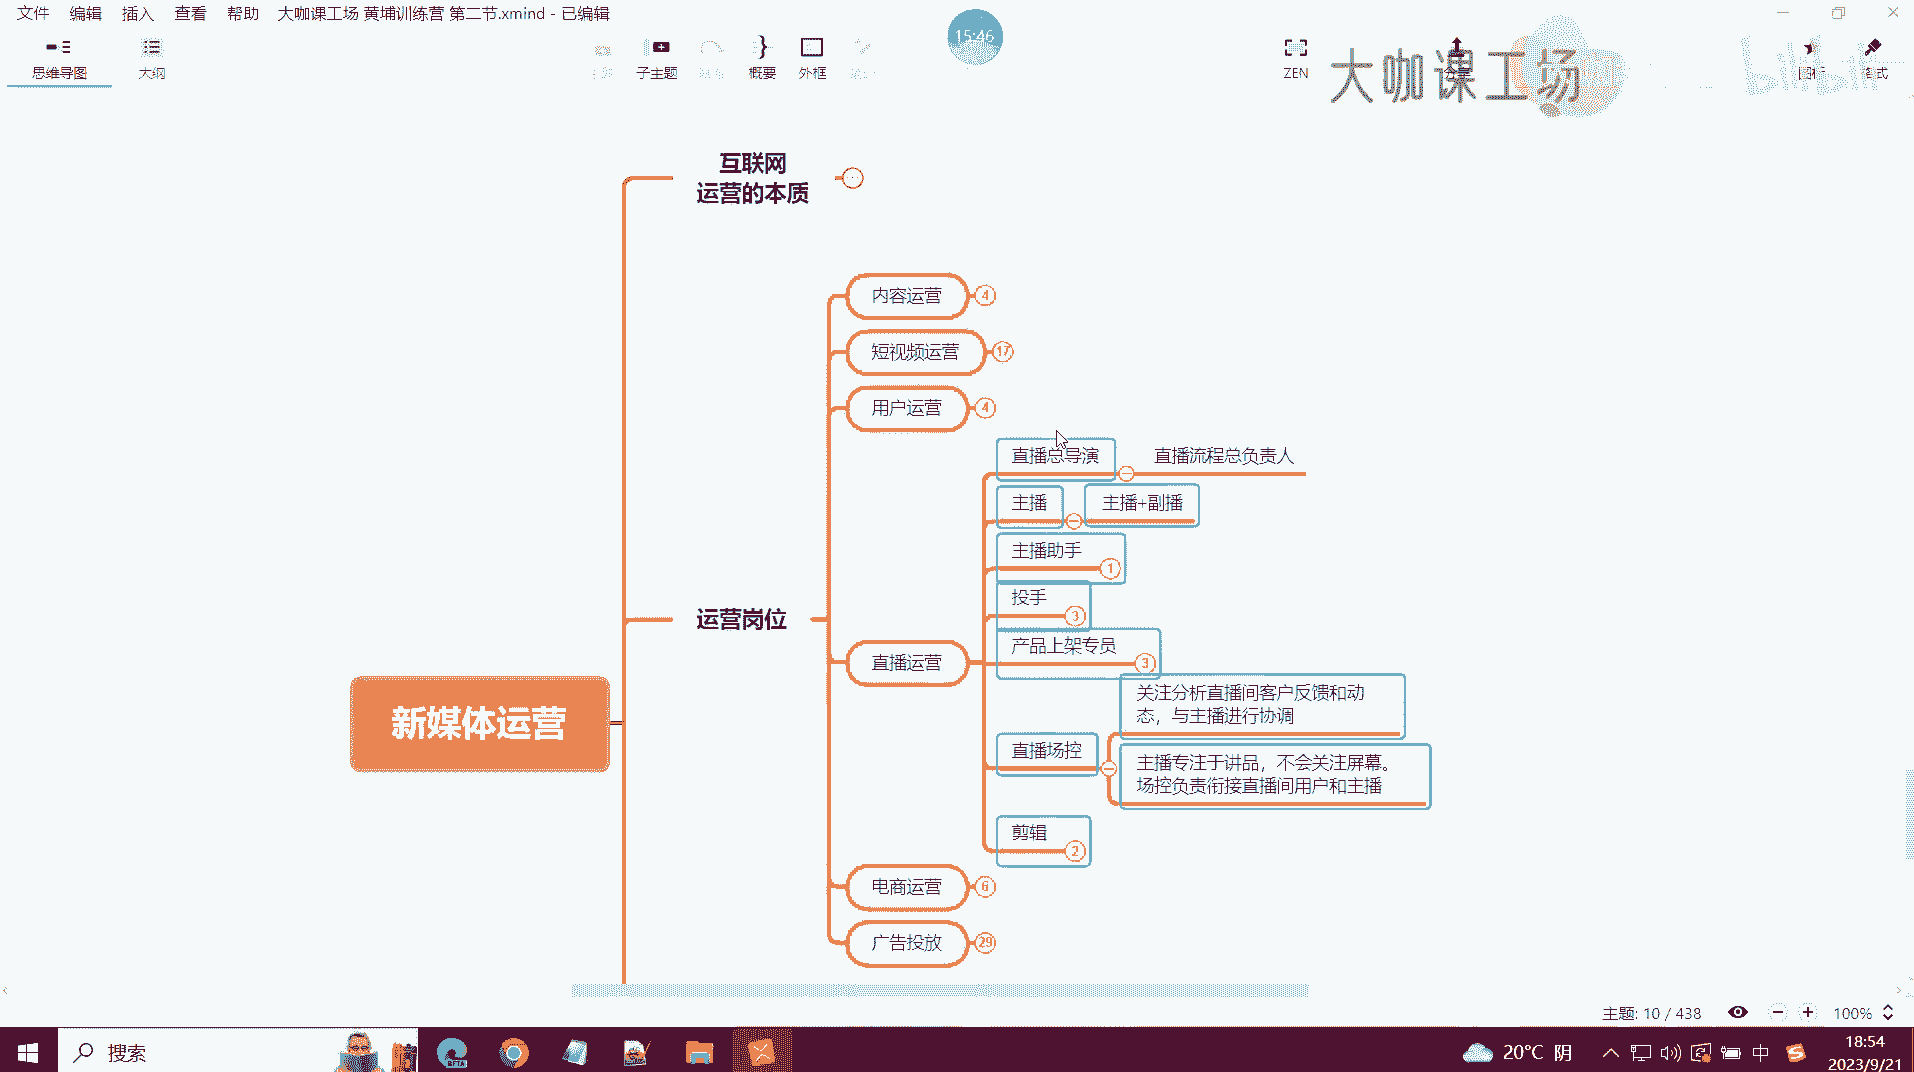 文件 编辑 插入 查看 帮助 大咖课工场 黄埔训练营 第二节.xmind - 已编辑
15:46
思维导图 大纲 子主题 概要 外框 ZEN 分享
大咖课工场
bilibili
互联网
运营的本质
内容运营 4
短视频运营 17
用户运营 4
直播总导演 直播流程总负责人
主播 主播+副播
主播助手 1
投手 3
运营岗位
产品上架专员 3
直播运营
关注分析直播间客户反馈和动
态，与主播进行协调
新媒体运营
直播场控
主播专注于讲品，不会关注屏幕。
场控负责衔接直播间用户和主播
剪辑 2
电商运营 6
广告投放 29
主题: 10 / 438 100%
搜索 20°C 阴 中 18:54
2023/9/21